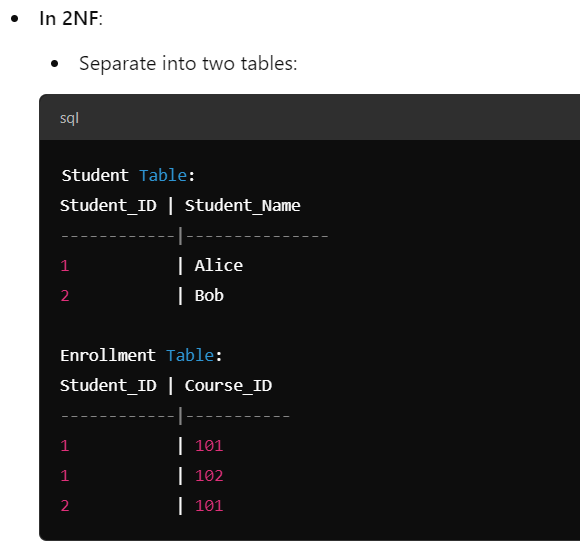 In 2NF:
Separate into two tables:
sql
Student Table:
Student_ID | Student_Name
------------|---------------
1 | Alice
2 | Bob
Enrollment Table:
Student_ID | Course_ID
------------|-----------
1 | 101
1 | 102
2 | 101